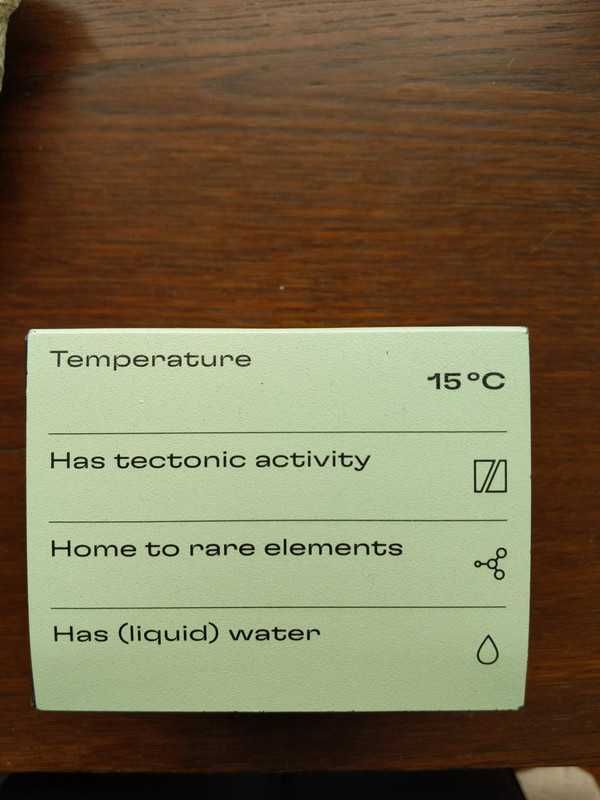 Temperature
15°C
Has tectonic activity
Home to rare elements
Has (liquid) water